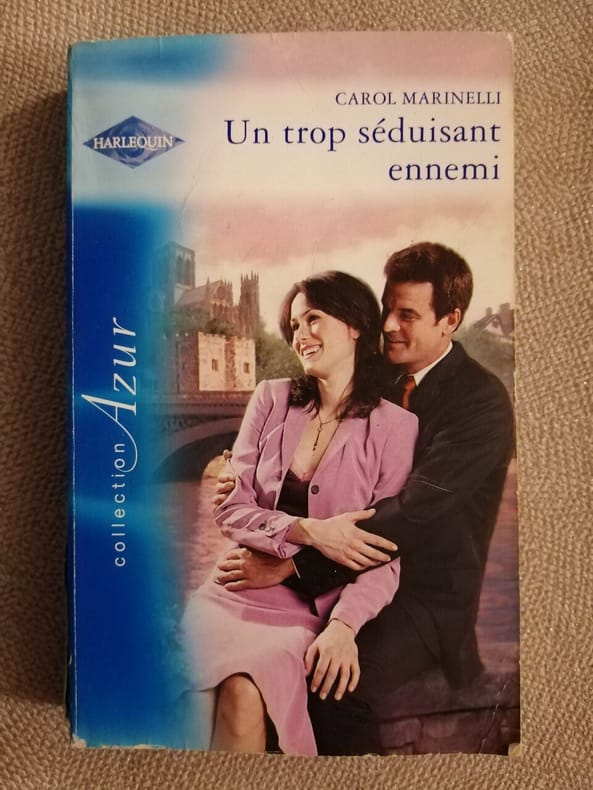 CAROL MARINELLI
Un trop séduisant
ennemi
HARLEQUIN
collection Azur